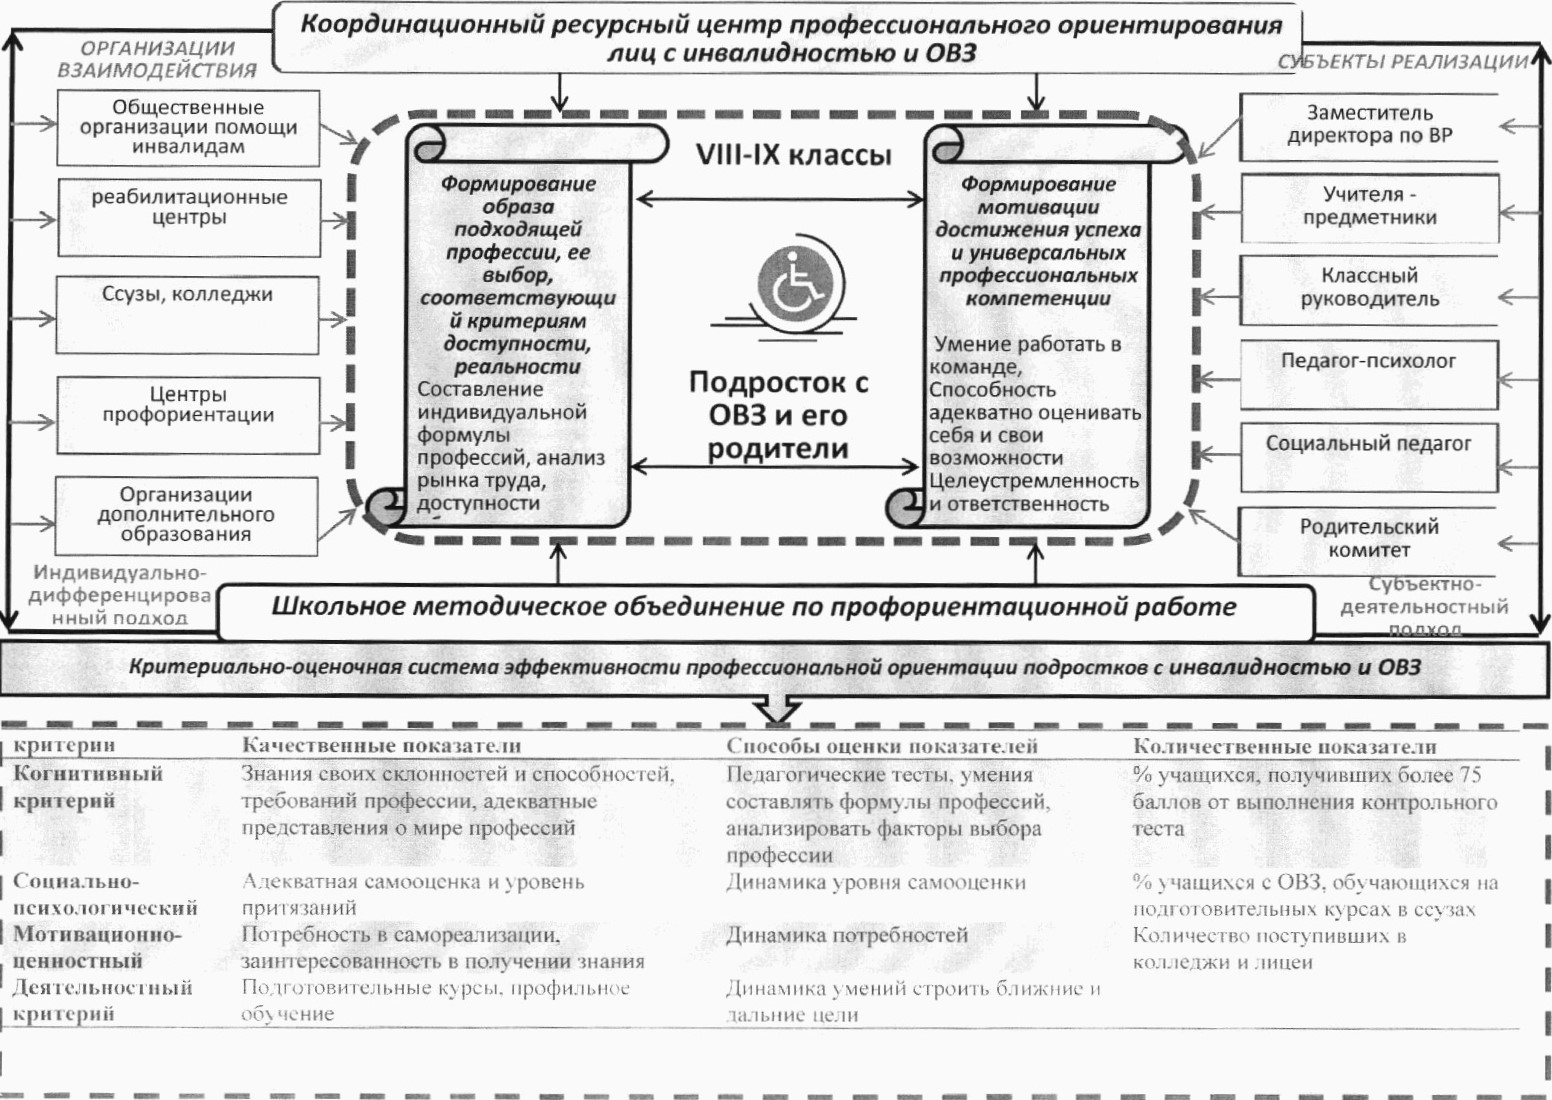 Координационный ресурсный центр профессионального ориентирования
лиц с инвалидностью и ОВЗ
ОРГАНИЗАЦИИ
ВЗАИМОДЕЙСТВИЯ
Общественные
организации помощи
инвалидам
реабилитационные
центры
Ссузы, колледжи
Центры
профориентации
Организации
дополнительного
образования
Индивидуально-
дифференцирова
нный подход
Формирование
образа
подходящей
профессии, ее
выбор,
соответствующи
й критериям
доступности,
реальности
Составление
индивидуальной
формулы
профессий, анализ
рынка труда,
доступности
VIII-IX классы
Подросток с
ОВЗ и его
родители
Формирование
мотивации
достижения успеха
и универсальных
профессиональных
компетенции
Умение работать в
команде,
Способность
адекватно оценивать
себя и свои
возможности
Целеустремленность
и ответственность
СУБЪЕКТЫ РЕАЛИЗАЦИИ
Заместитель
директора по ВР
Учителя -
предметники
Классный
руководитель
Педагог-психолог
Социальный педагог
Родительский
комитет
Субъектно-
деятельностный
подход
Школьное методическое объединение по профориентационной работе
Критериально-оценочная система эффективности профессиональной ориентации подростков с инвалидностью и ОВЗ
критерии Качественные показатели Способы оценки показателей Количественные показатели
Когнитивный Знания своих склонностей и способностей, Педагогические тесты, умения % учащихся, получивших более 75
критерий требований профессии, адекватные составлять формулы профессий, баллов от выполнения контрольного
представления о мире профессий анализировать факторы выбора теста
профессии
Социально- Адекватная самооценка и уровень Динамика уровня самооценки % учащихся с ОВЗ, обучающихся на
психологический притязаний подготовительных курсах в ссузах
Мотивационно- Потребность в самореализации, Динамика потребностей Количество поступивших в
ценностный заинтересованность в получении знания колледжи и лицеи
Деятельностный Подготовительные курсы, профильное Динамика умений строить ближние и
критерий обучение дальние цели